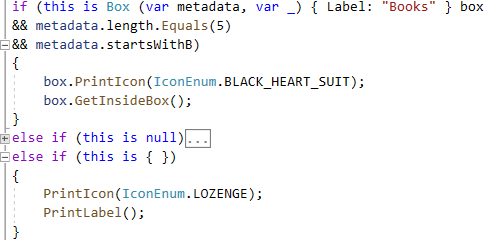 if (this is Box (var metadata, var _) { Label: "Books" } box
&& metadata.length.Equals(5)
&& metadata.startsWithB)
{
box.PrintIcon(IconEnum.BLACK_HEART_SUIT);
box.GetInsideBox();
}
else if (this is null)...
else if (this is { })
{
PrintIcon(IconEnum.LOZENGE);
PrintLabel();
}